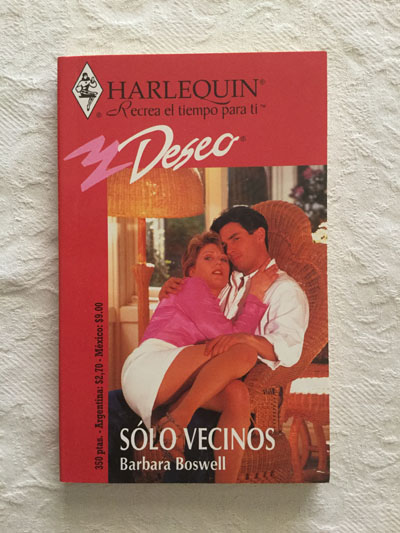 HARLEQUIN®
Recrea el tiempo para ti™
Deseo®
350 ptas. - Argentina: $2,70 - México: $9.00
SÓLO VECINOS
Barbara Boswell